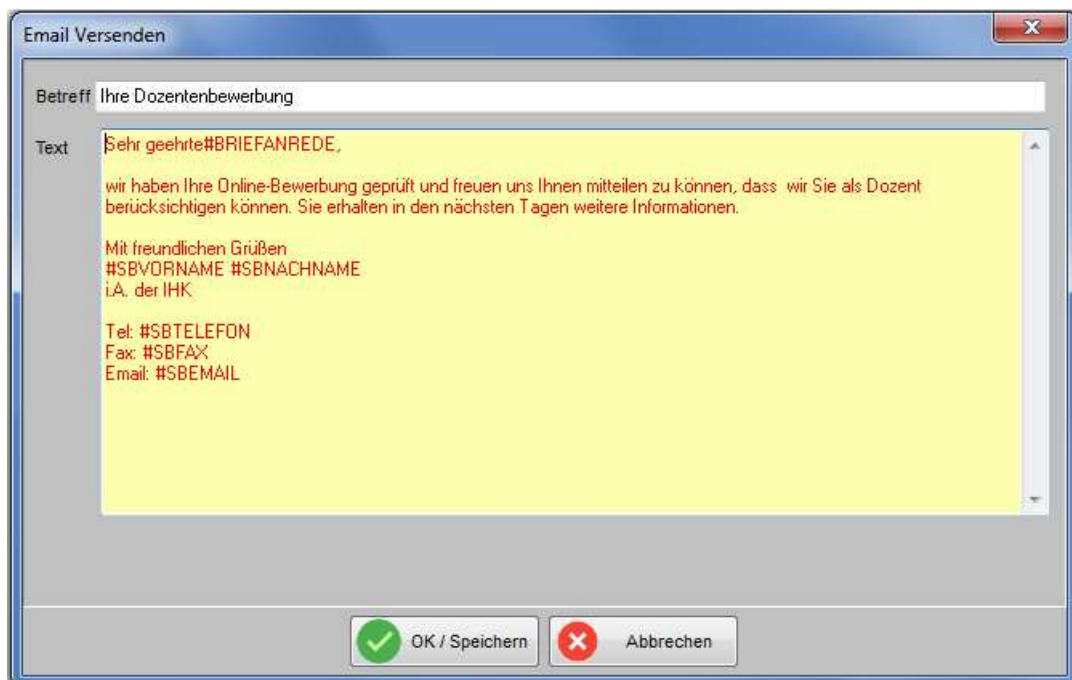 Email Versenden
Betreff Ihre Dozentenbewerbung
Text
Sehr geehrte#BRIEFANREDE,
wir haben Ihre Online-Bewerbung geprüft und freuen uns Ihnen mitteilen zu können, dass  wir Sie als Dozent
berücksichtigen können. Sie erhalten in den nächsten Tagen weitere Informationen.
Mit freundlichen Grüßen
#SBVORNAME #SBNACHNAME
i.A. der IHK
Tel: #SBTELEFON
Fax: #SBFAX
Email: #SBEMAIL
OK / Speichern
Abbrechen